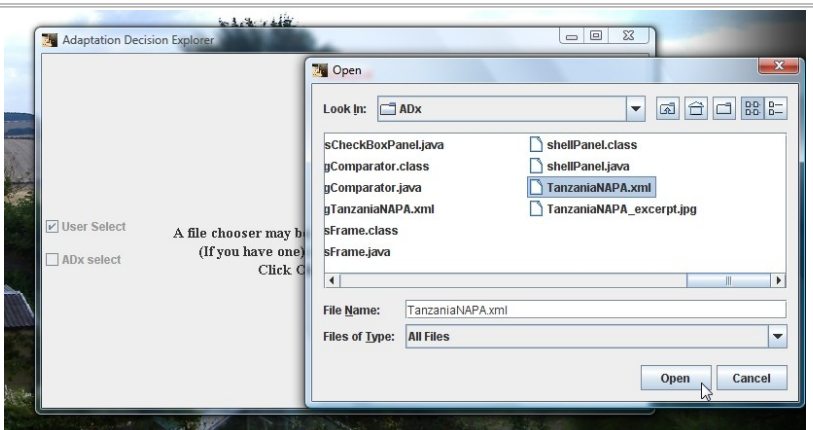 Adaptation Decision Explorer
Open
Look In: ADx
sCheckBoxPanel.java
gComparator.class
gComparator.java
gTanzaniaNAPA.xml
sFrame.class
sFrame.java
shellPanel.class
shellPanel.java
TanzaniaNAPA.xml
TanzaniaNAPA_excerpt.jpg
User Select
ADx select
A file chooser may b
(If you have one)
Click C
File Name: TanzaniaNAPA.xml
Files of Type: All Files
Open Cancel